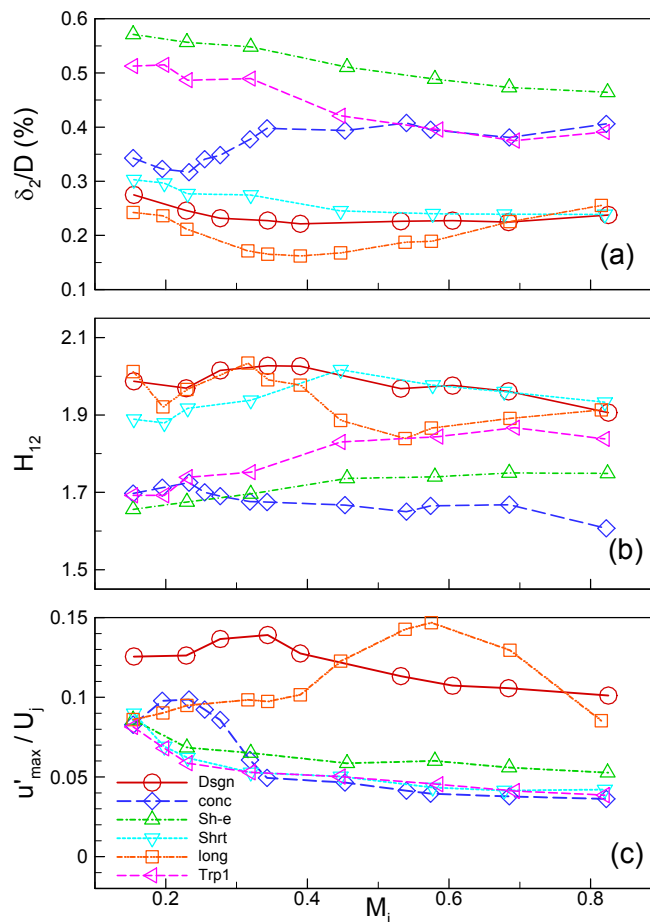 0.6
0.5
0.4
0.3
0.2
0.1
δ₂/D (%)
(a)
2.1
1.9
1.7
1.5
H₁₂
(b)
0.15
0.1
0.05
0
u'max / Uj
Dsgn
conc
Sh-e
Shrt
long
Trp1
(c)
0.2 0.4 0.6 0.8
Mj